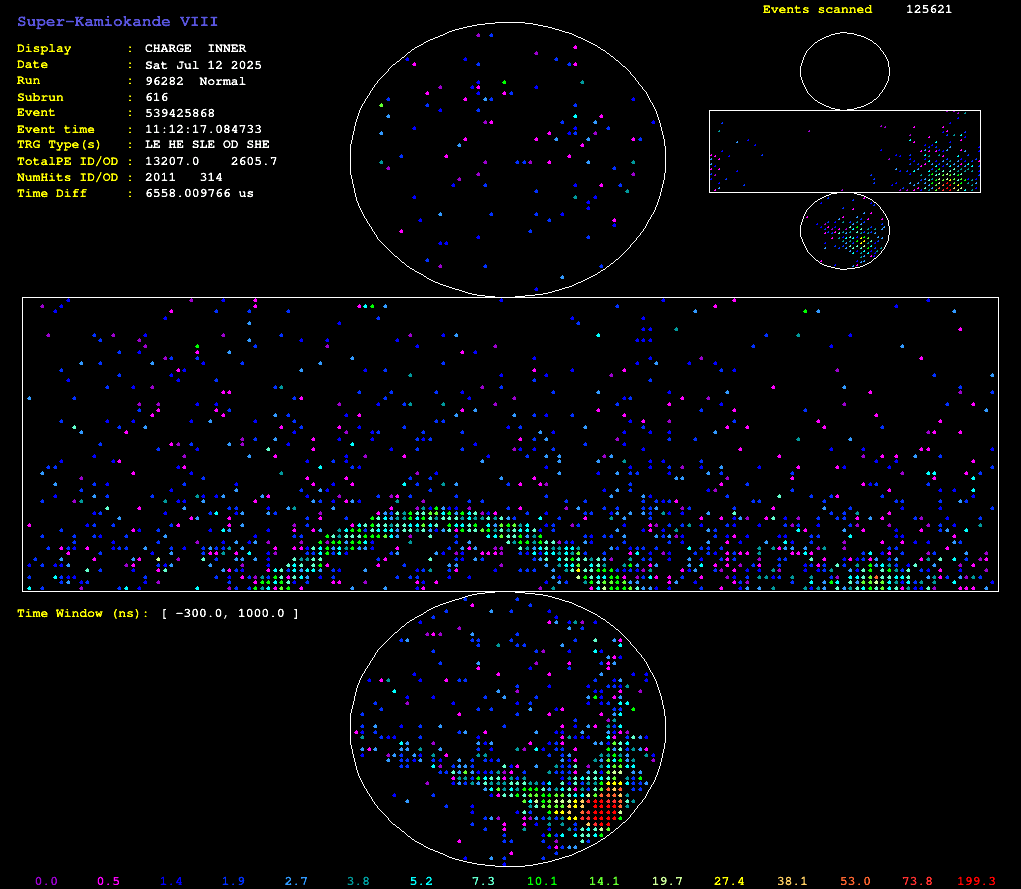 Super-Kamiokande VIII
Events scanned 125621
Display : CHARGE INNER
Date : Sat Jul 12 2025
Run : 96282 Normal
Subrun : 616
Event : 539425868
Event time : 11:12:17.084733
TRG Type(s) : LE HE SLE OD SHE
TotalPE ID/OD : 13207.0 2605.7
NumHits ID/OD : 2011 314
Time Diff : 6558.009766 us
Time Window (ns): [ -300.0, 1000.0 ]
0.0 0.5 1.4 1.9 2.7 3.8 5.2 7.3 10.1 14.1 19.7 27.4 38.1 53.0 73.8 199.3